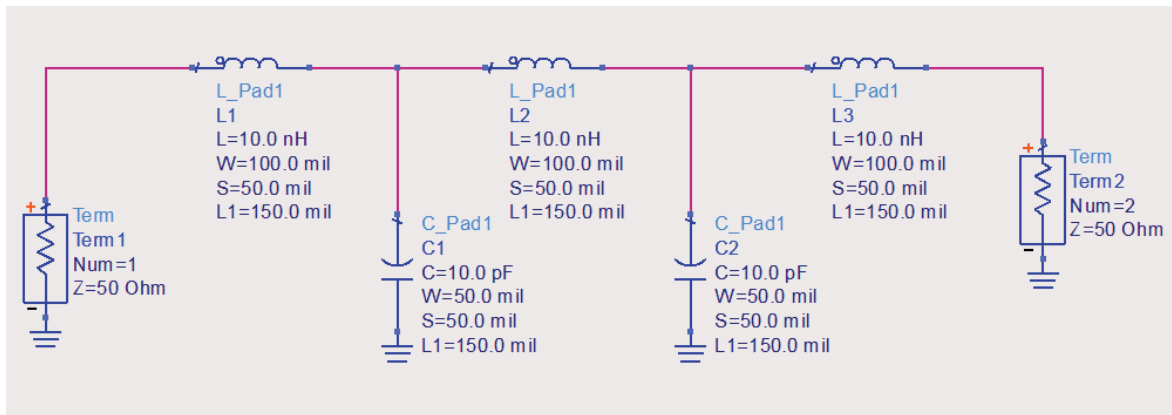 L_Pad1
L1
L=10.0 nH
W=100.0 mil
S=50.0 mil
L1=150.0 mil
L_Pad1
L2
L=10.0 nH
W=100.0 mil
S=50.0 mil
L1=150.0 mil
L_Pad1
L3
L=10.0 nH
W=100.0 mil
S=50.0 mil
L1=150.0 mil
+
Term
Term1
Num=1
Z=50 Ohm
-
C_Pad1
C1
C=10.0 pF
W=50.0 mil
S=50.0 mil
L1=150.0 mil
C_Pad1
C2
C=10.0 pF
W=50.0 mil
S=50.0 mil
L1=150.0 mil
+
Term
Term2
Num=2
Z=50 Ohm
-